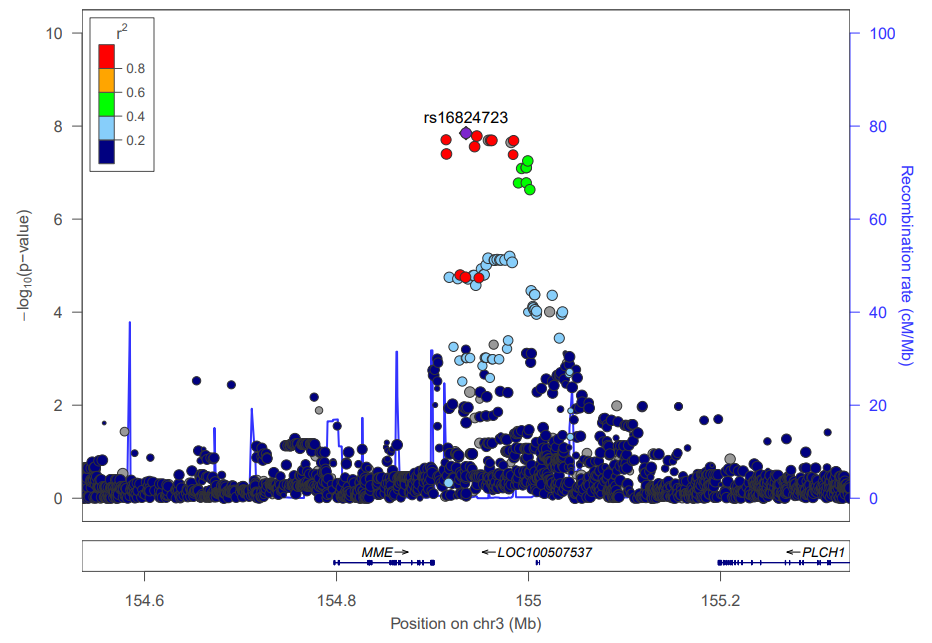 10
100
r²
0.8
0.6
0.4
0.2
rs16824723
8
80
6
60
4
40
2
20
0
0
−log10(p−value)
Recombination rate (cM/Mb)
MME→
←LOC100507537
←PLCH1
154.6
154.8
155
155.2
Position on chr3 (Mb)